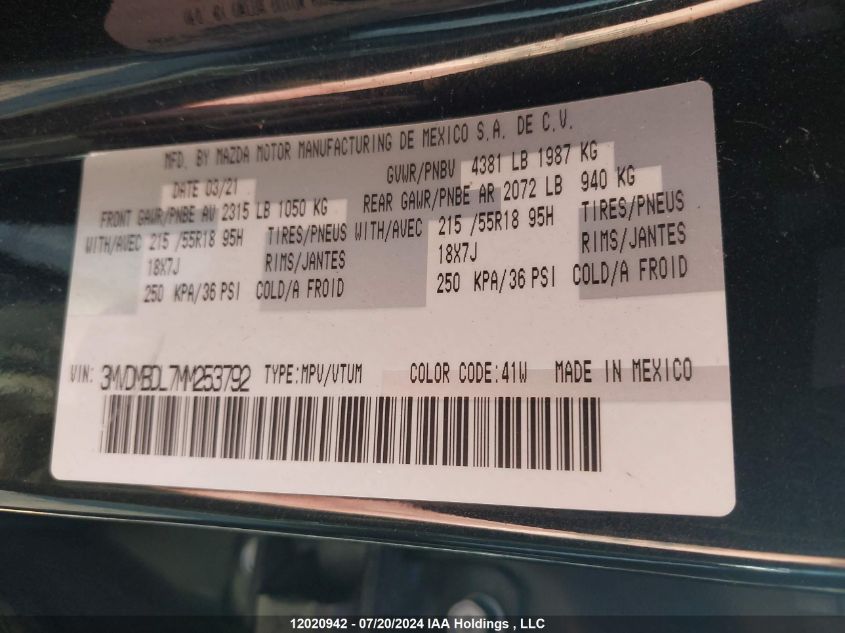 MFD. BY MAZDA MOTOR MANUFACTURING DE MEXICO S.A. DE C.V.
DATE 03/21 GVWR/PNBV 4381 LB 1987 KG
FRONT GAWR/PNBE AV 2315 LB 1050 KG REAR GAWR/PNBE AR 2072 LB 940 KG
WITH/AVEC 215 /55R18 95H TIRES/PNEUS WITH/AVEC 215 /55R18 95H TIRES/PNEUS
18X7J RIMS/JANTES 18X7J RIMS/JANTES
250 KPA/36 PSI COLD/A FROID 250 KPA/36 PSI COLD/A FROID
VIN: 3MVDMBDL7MM253792 TYPE:MPV/VTUM COLOR CODE:41W MADE IN MEXICO
12020942 - 07/20/2024 IAA Holdings , LLC